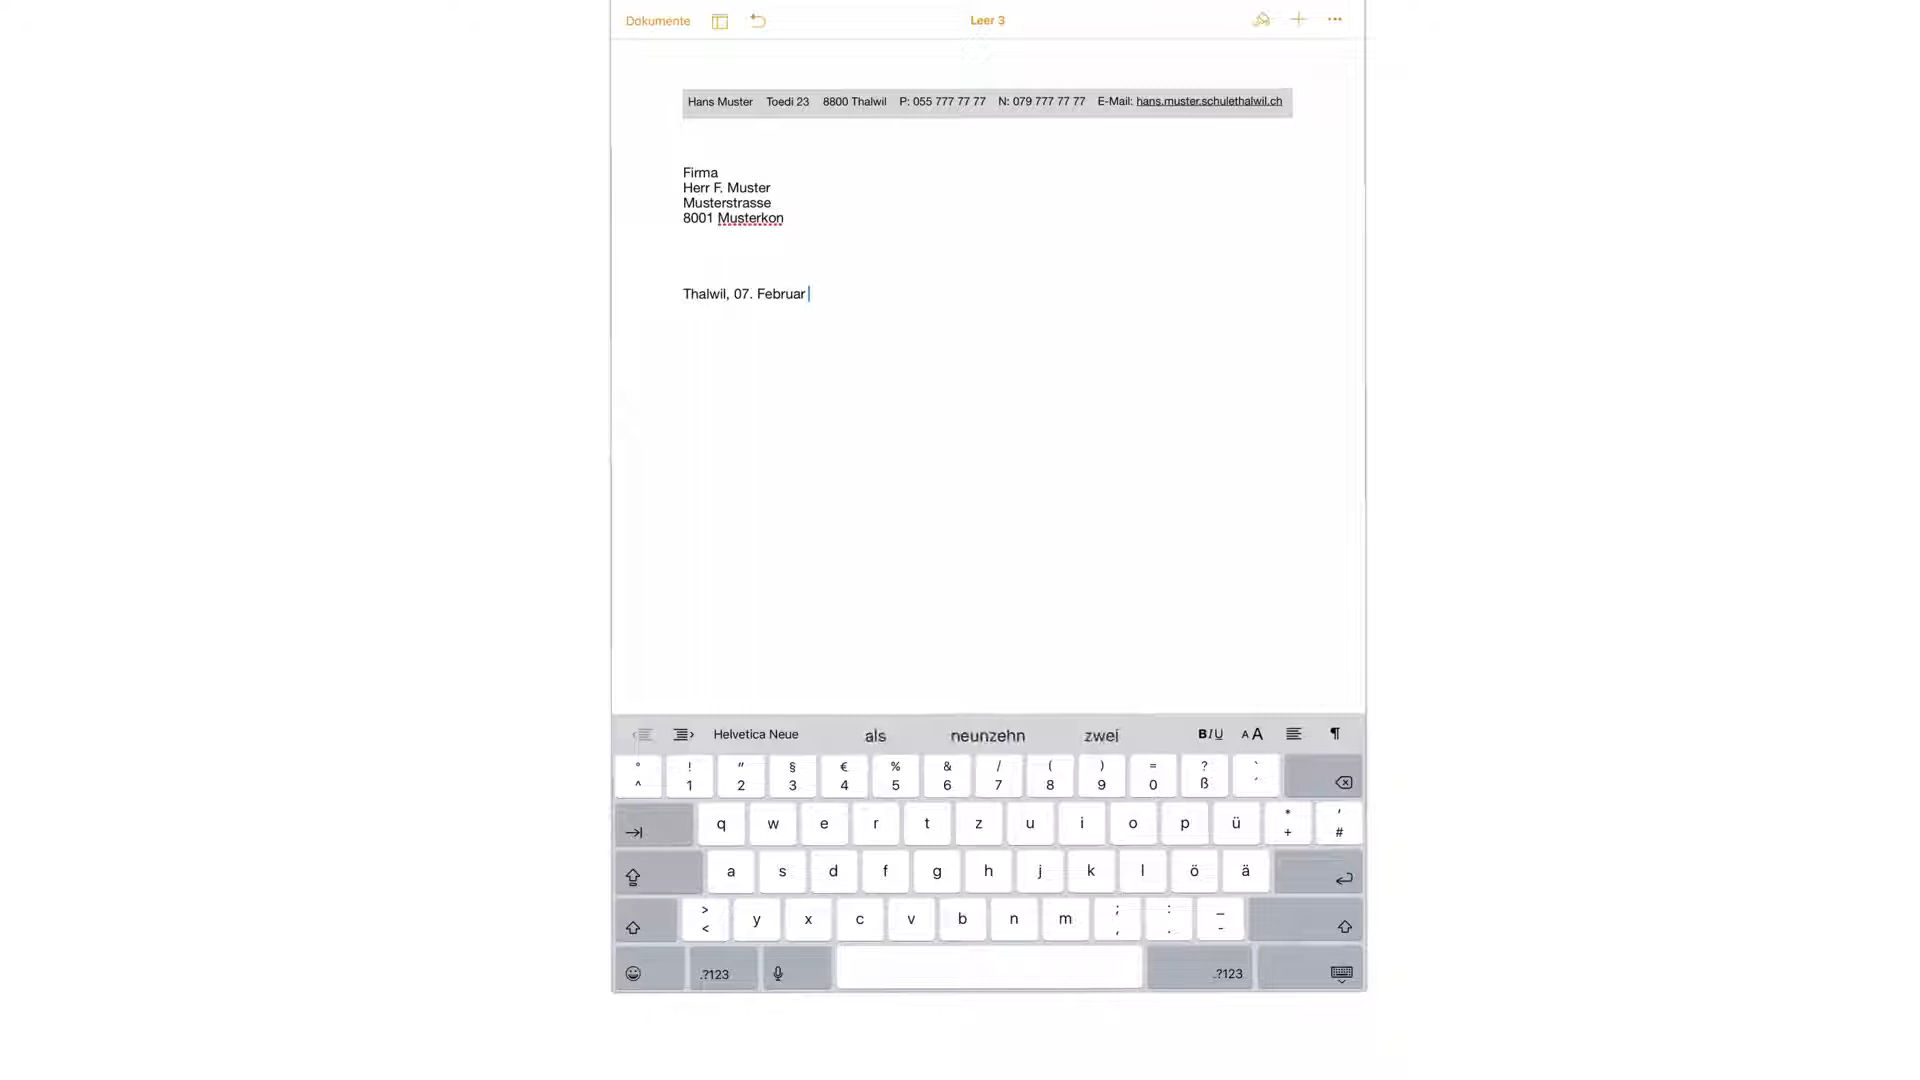 Dokumente Leer 3
Hans Muster Toedi 23 8800 Thalwil P: 055 777 77 77 N: 079 777 77 77 E-Mail: hans.muster.schulethalwil.ch
Firma
Herr F. Muster
Musterstrasse
8001 Musterkon
Thalwil, 07. Februar
Helvetica Neue als neunzehn zwei BIU AA ¶
° ! " § € % & / ( ) = ? `
^ 1 2 3 4 5 6 7 8 9 0 ß ´
q w e r t z u i o p ü * + ' #
a s d f g h j k l ö ä
> < y x c v b n m ; , : . _ -
.?123 .?123